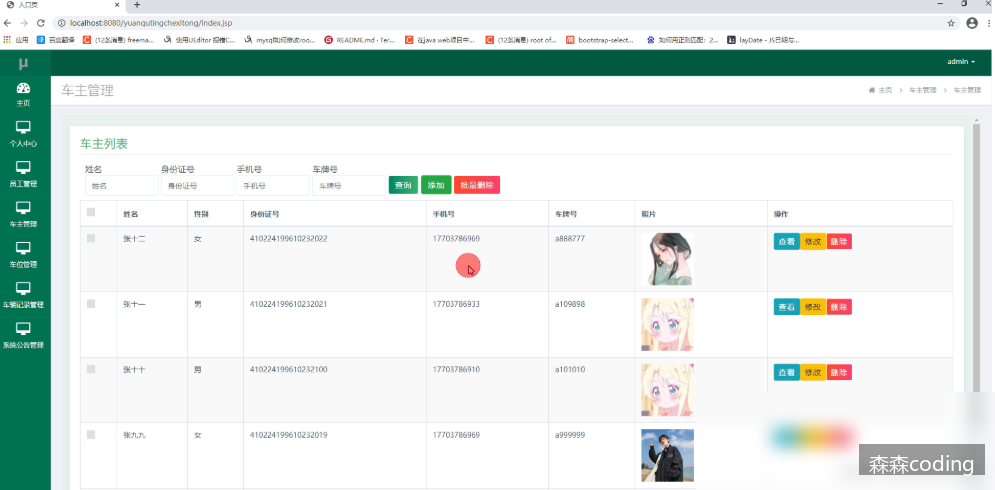 入口页
localhost:8080/yuanqutingchexitong/index.jsp
应用 百度翻译 (12条消息) freema... 使用UEditor 报错C... mysql如何修改roo... README.md · Ter... 在java web项目中... (12条消息) root of... bootstrap-select... 如何用正则匹配：2... layDate - JS日期与...
μ admin
主页
个人中心
员工管理
车主管理
车位管理
车辆记录管理
系统公告管理
车主管理 主页 > 车主管理 > 车主管理
车主列表
姓名 身份证号 手机号 车牌号
姓名 身份证号 手机号 车牌号 查询 添加 批量删除
姓名 性别 身份证号 手机号 车牌号 照片 操作
张十二 女 410224199610232022 17703786969 a888777 查看 修改 删除
张十一 男 410224199610232021 17703786933 a109898 查看 修改 删除
张十十 男 410224199610232100 17703786910 a101010 查看 修改 删除
张九九 女 410224199610232019 17703786969 a999999
森森coding